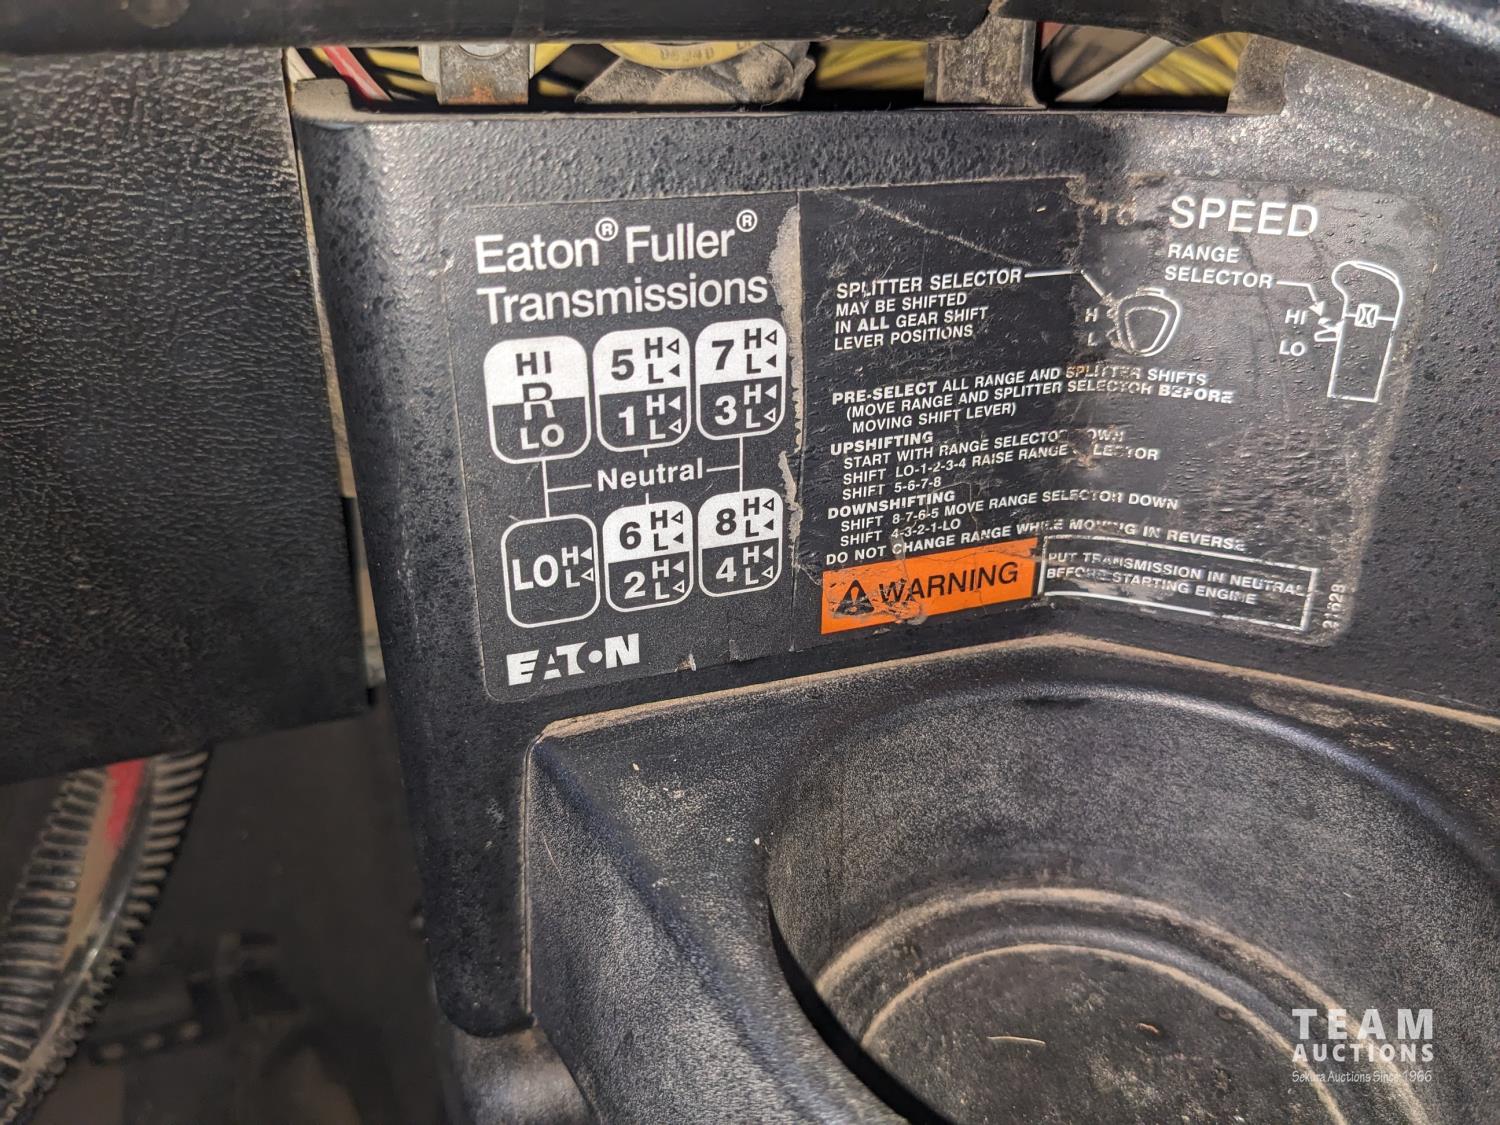 Eaton® Fuller®
Transmissions
HI
R
LO
5 H L
1 H L
7 H L
3 H L
Neutral
LO H L
6 H L
2 H L
8 H L
4 H L
EATON
SPEED
SPLITTER SELECTOR
MAY BE SHIFTED
IN ALL GEAR SHIFT
LEVER POSITIONS
H
L
RANGE
SELECTOR
HI
LO
PRE-SELECT ALL RANGE AND SPLITTER SHIFTS
(MOVE RANGE AND SPLITTER SELECTOR BEFORE
MOVING SHIFT LEVER)
UPSHIFTING
START WITH RANGE SELECTOR DOWN
SHIFT LO-1-2-3-4 RAISE RANGE SELECTOR
SHIFT 5-6-7-8
DOWNSHIFTING
SHIFT 8-7-6-5 MOVE RANGE SELECTOR DOWN
SHIFT 4-3-2-1-LO
DO NOT CHANGE RANGE WHILE MOVING IN REVERSE
WARNING
PUT TRANSMISSION IN NEUTRAL
BEFORE STARTING ENGINE
21628
TEAM
AUCTIONS
Sekura Auctions Since 1966